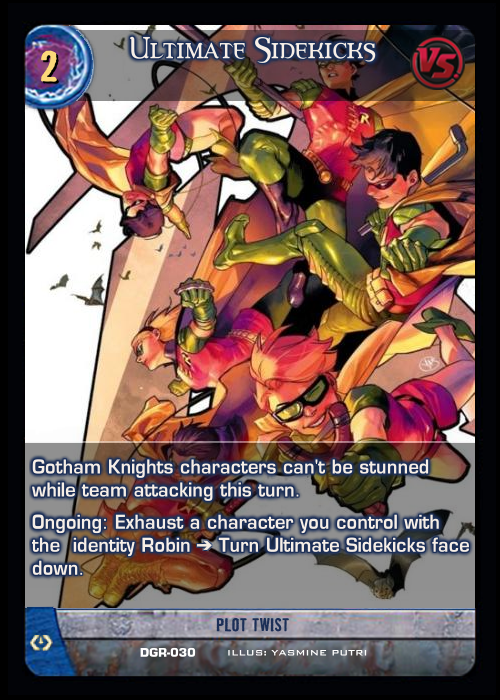 2
ULTIMATE SIDEKICKS
VS
R
Gotham Knights characters can't be stunned
while team attacking this turn.
Ongoing: Exhaust a character you control with
the identity Robin ➔ Turn Ultimate Sidekicks face
down.
PLOT TWIST
DGR-030 ILLUS: YASMINE PUTRI